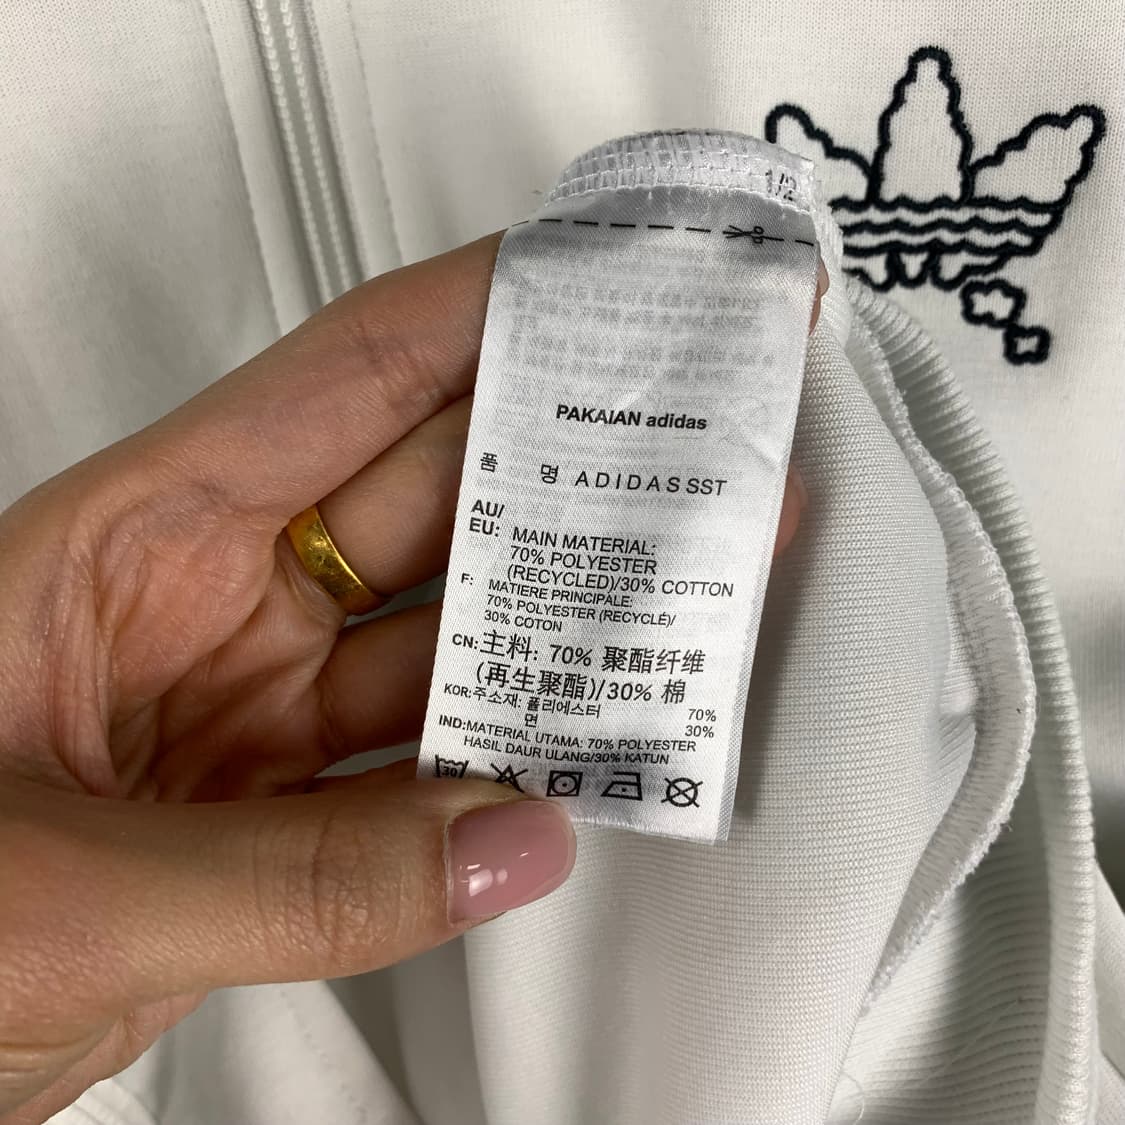 1/2
PAKAIAN adidas
품 명 ADIDAS SST
AU/
EU: MAIN MATERIAL:
70% POLYESTER
(RECYCLED)/30% COTTON
F: MATIERE PRINCIPALE:
70% POLYESTER (RECYCLÉ)/
30% COTON
CN: 主料: 70% 聚酯纤维
(再生聚酯)/30% 棉
KOR: 주소재: 폴리에스터 70%
면 30%
IND: MATERIAL UTAMA: 70% POLYESTER
HASIL DAUR ULANG/30% KATUN
30